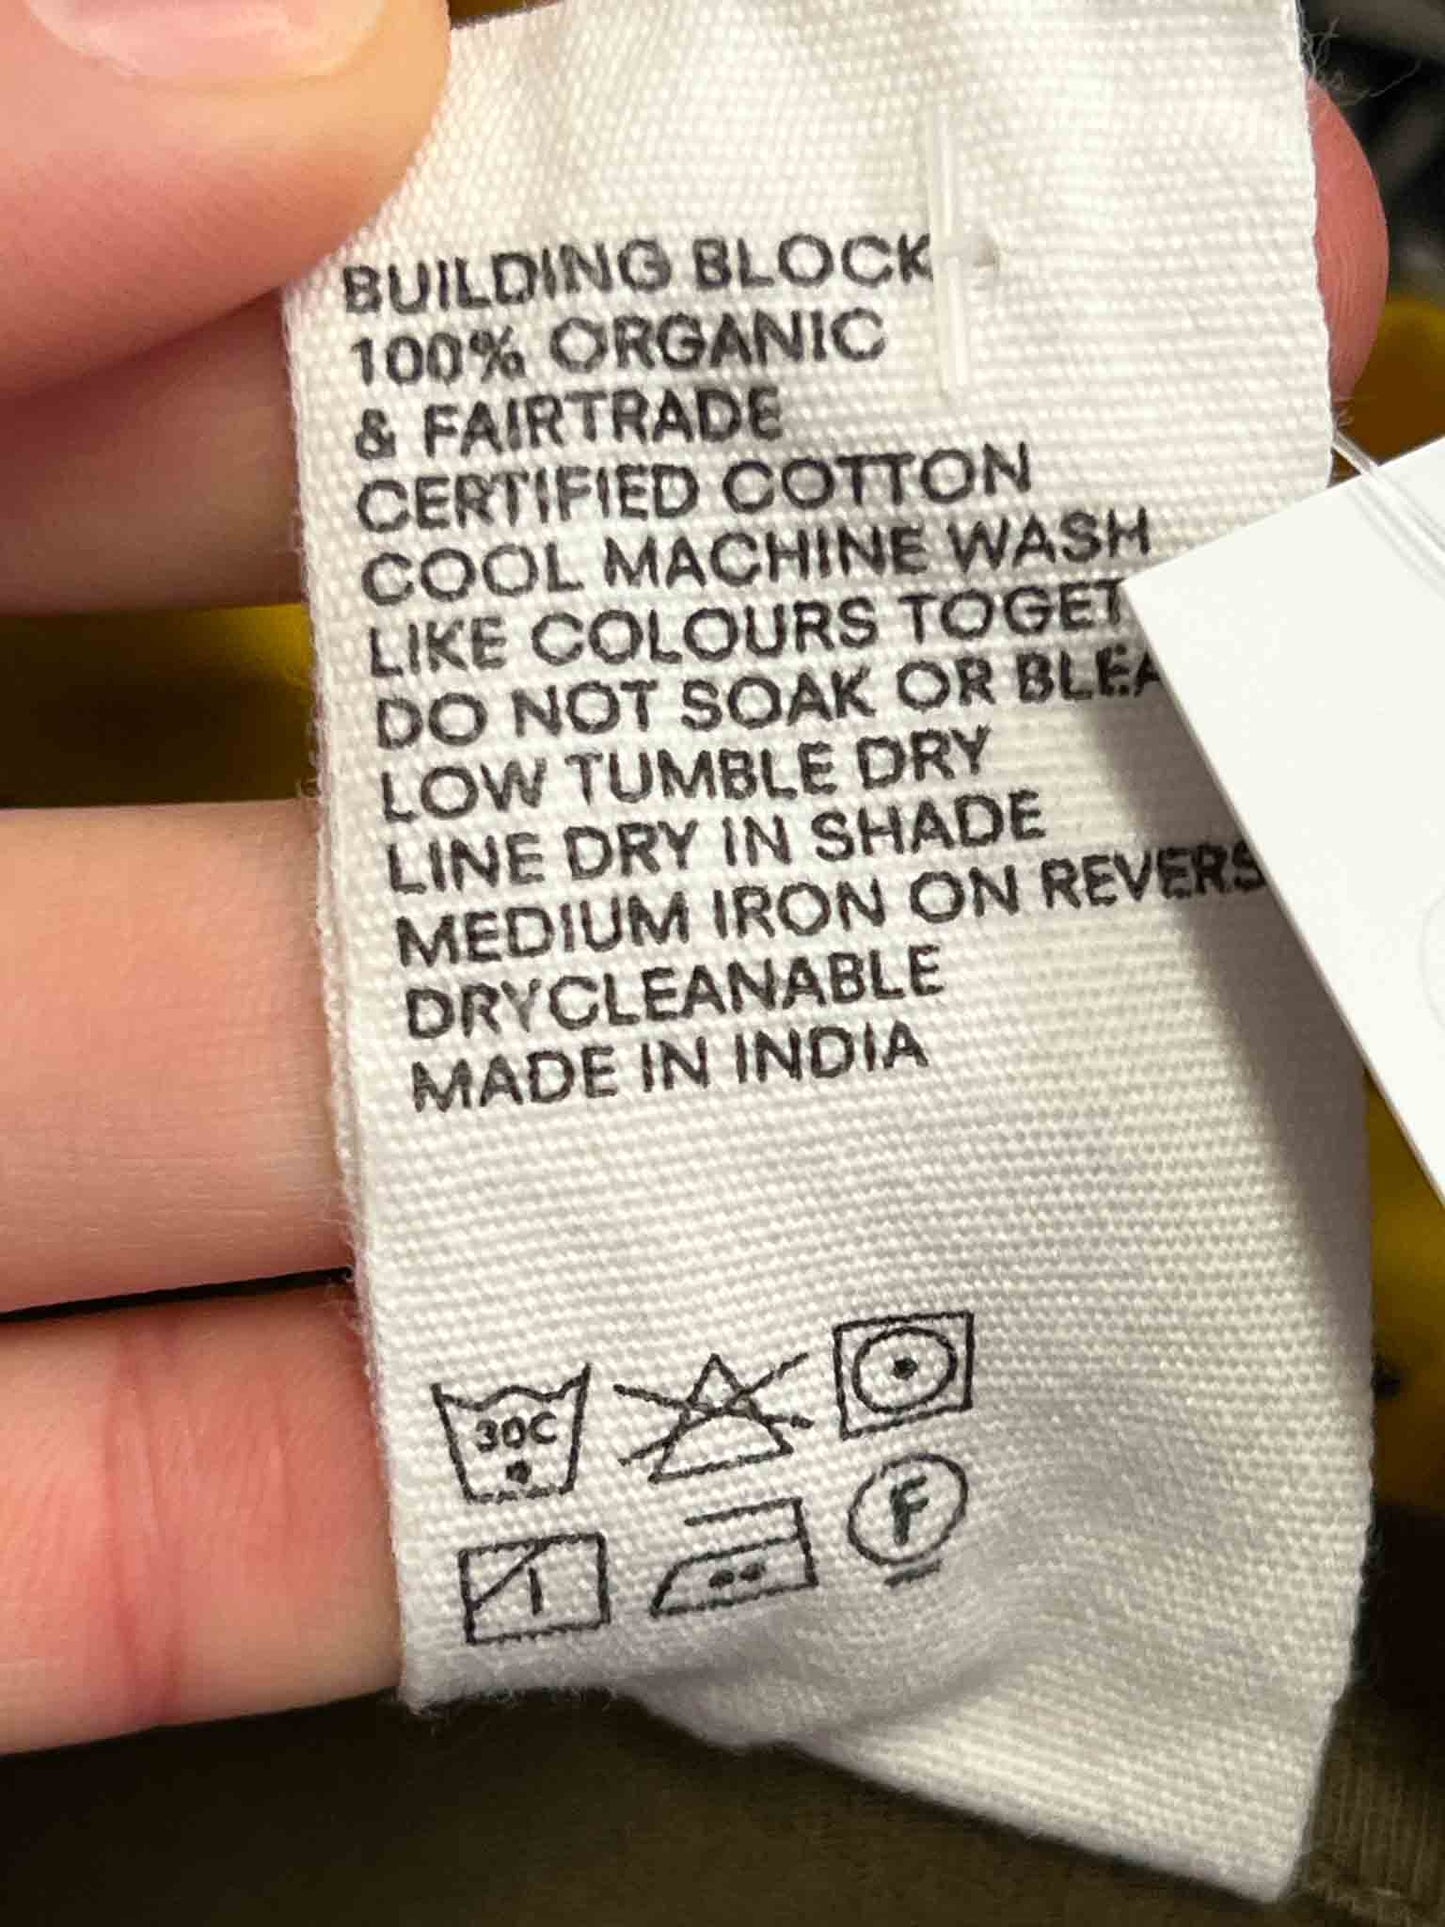 BUILDING BLOCK
100% ORGANIC
& FAIRTRADE
CERTIFIED COTTON
COOL MACHINE WASH
LIKE COLOURS TOGET
DO NOT SOAK OR BLEA
LOW TUMBLE DRY
LINE DRY IN SHADE
MEDIUM IRON ON REVERS
DRYCLEANABLE
MADE IN INDIA
30C
F